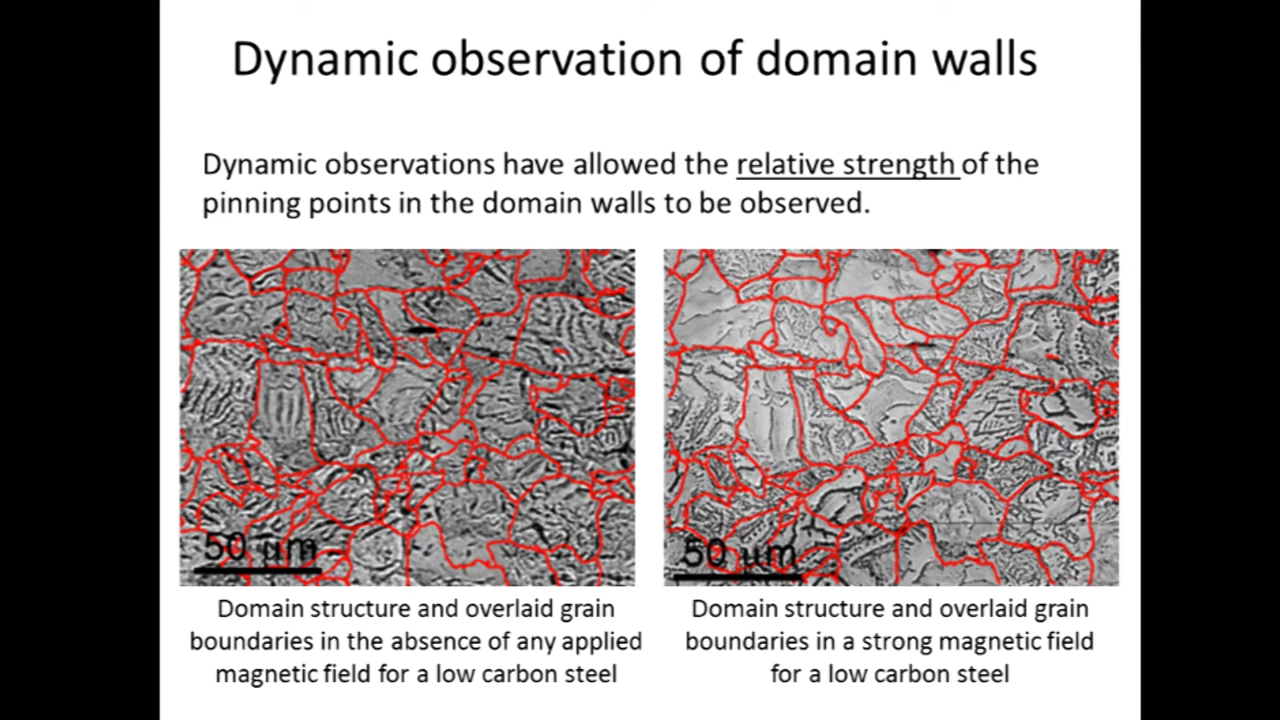 Dynamic observation of domain walls
Dynamic observations have allowed the relative strength of the
pinning points in the domain walls to be observed.
50 µm
50 µm
Domain structure and overlaid grain
boundaries in the absence of any applied
magnetic field for a low carbon steel
Domain structure and overlaid grain
boundaries in a strong magnetic field
for a low carbon steel